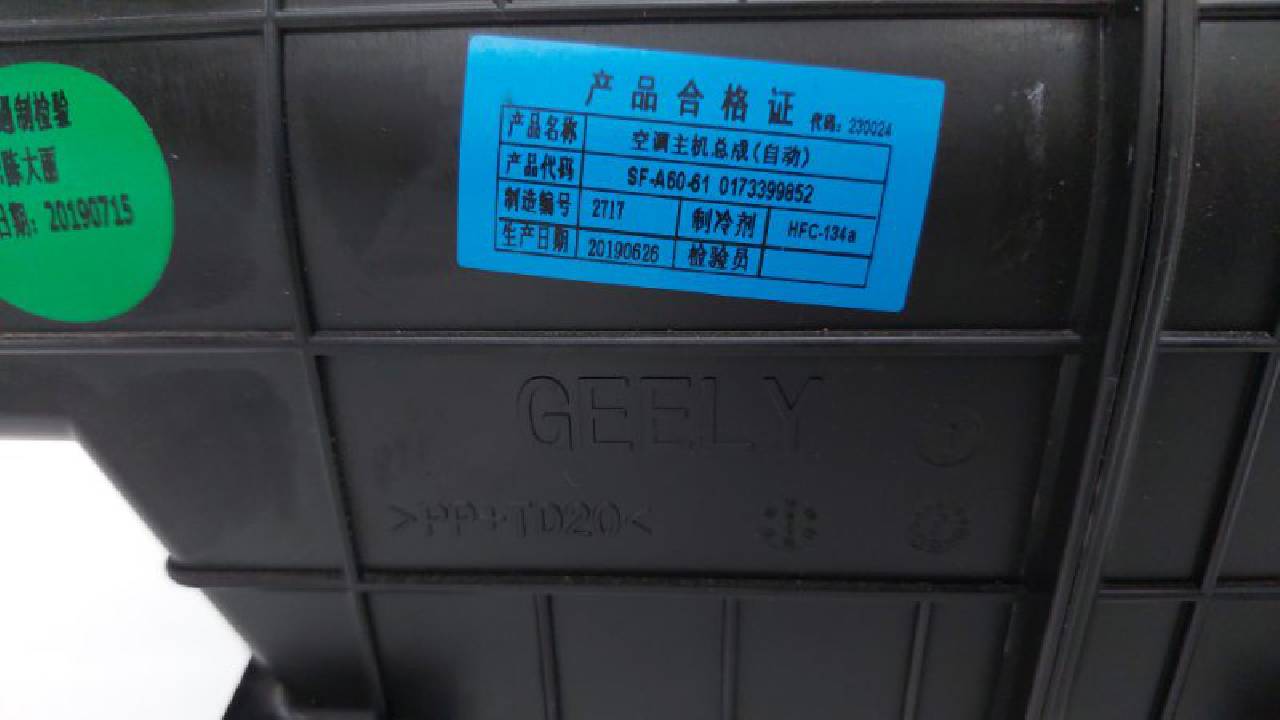 通制检验
陈大丽
日期：20190715
产品合格证
代码：230024
产品名称 空调主机总成(自动)
产品代码 SF-A60-61 0173399852
制造编号 2717 制冷剂 HFC-134a
生产日期 20190626 检验员
GEELY
>PP+TD20<